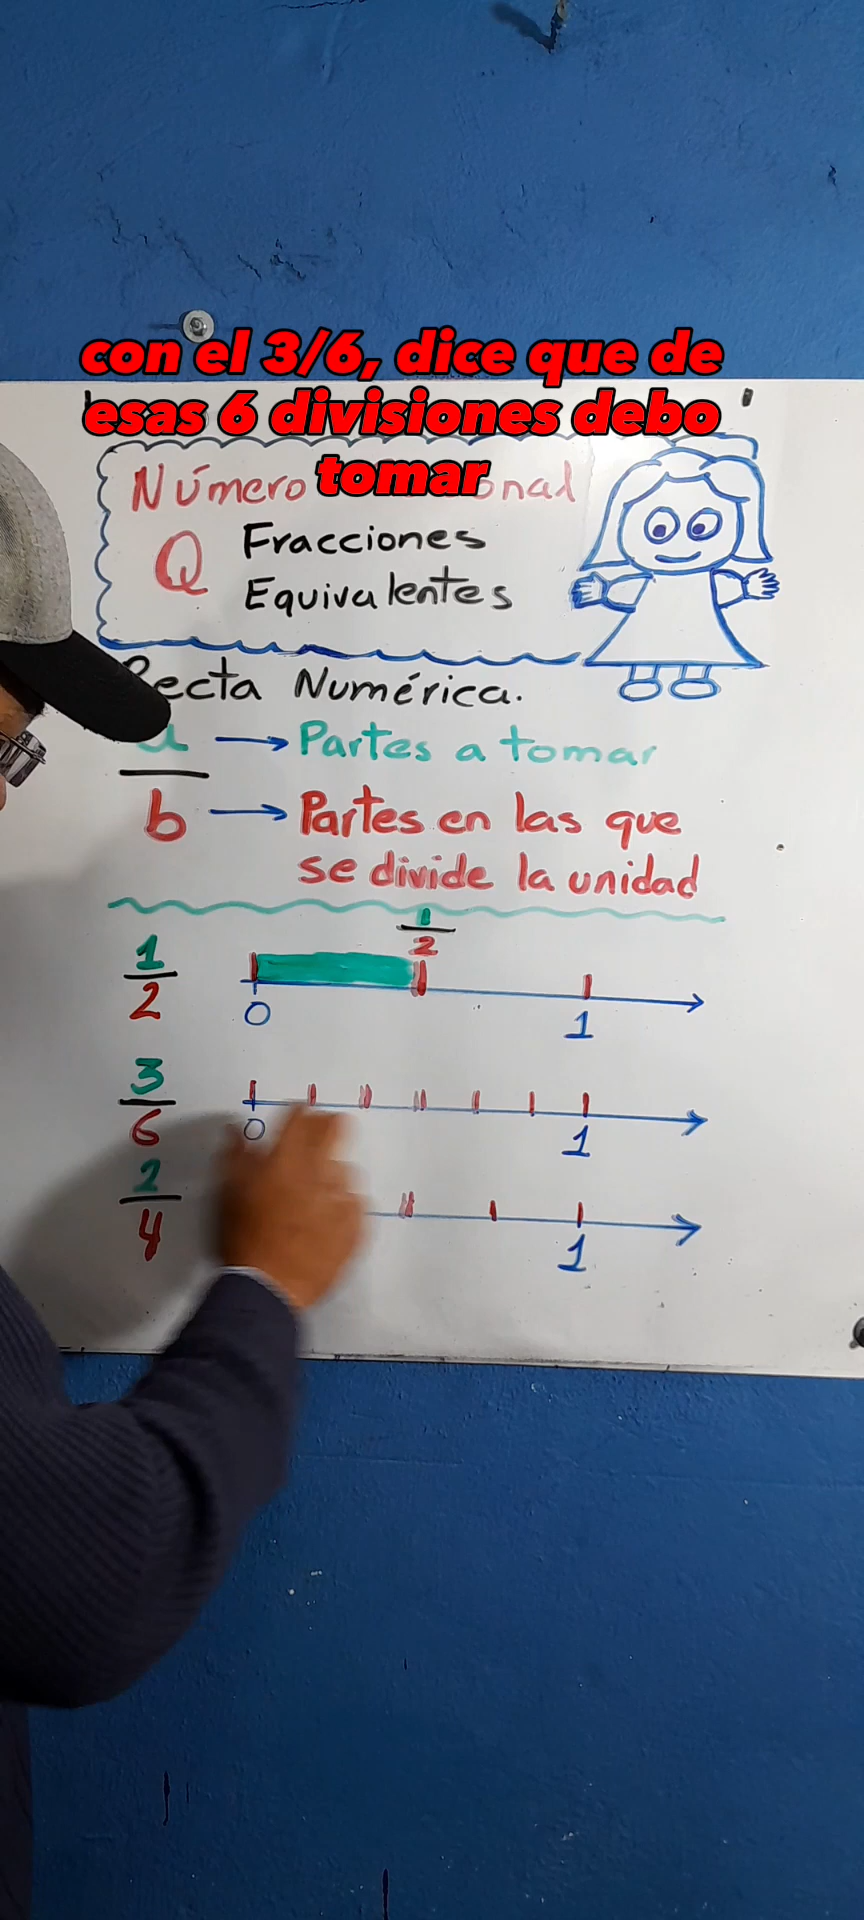 con el 3/6, dice que de
esas 6 divisiones debo
tomar
Número
Q Fracciones
Equivalentes
Recta Numérica.
a → Partes a tomar
b → Partes en las que
se divide la unidad
1/2
1/2
0 1
3/6
0 1
2/4
1